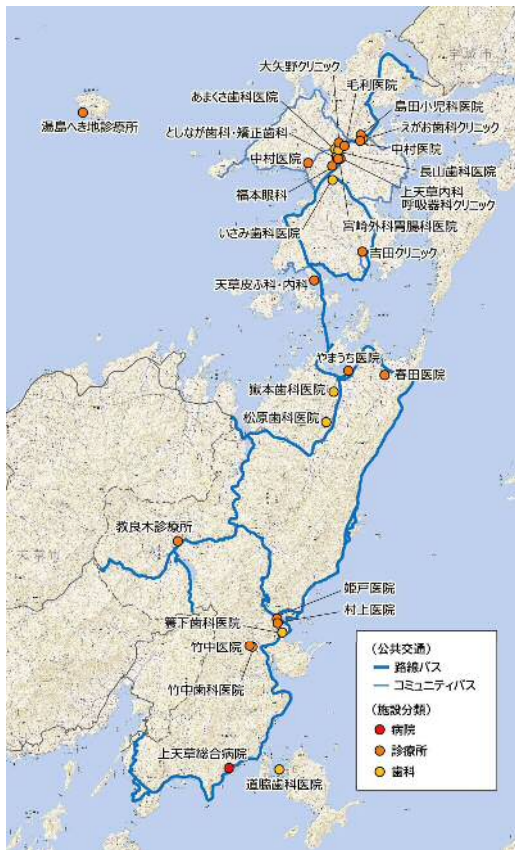 宇城市
大矢野クリニック
毛利医院
あまくさ歯科医院
島田小児科医院
湯島へき地診療所
としなが歯科・矯正歯科
えがお歯科クリニック
中村医院
中村医院
長山歯科医院
福本眼科
上天草内科
呼吸器科クリニック
いさみ歯科医院
宮崎外科胃腸科医院
吉田クリニック
天草皮ふ科・内科
やまうち医院
春田医院
嶽本歯科医院
松原歯科医院
教良木診療所
天草市
姫戸医院
村上医院
簑下歯科医院
竹中医院
竹中歯科医院
上天草総合病院
道脇歯科医院
(公共交通)
路線バス
コミュニティバス
(施設分類)
病院
診療所
歯科